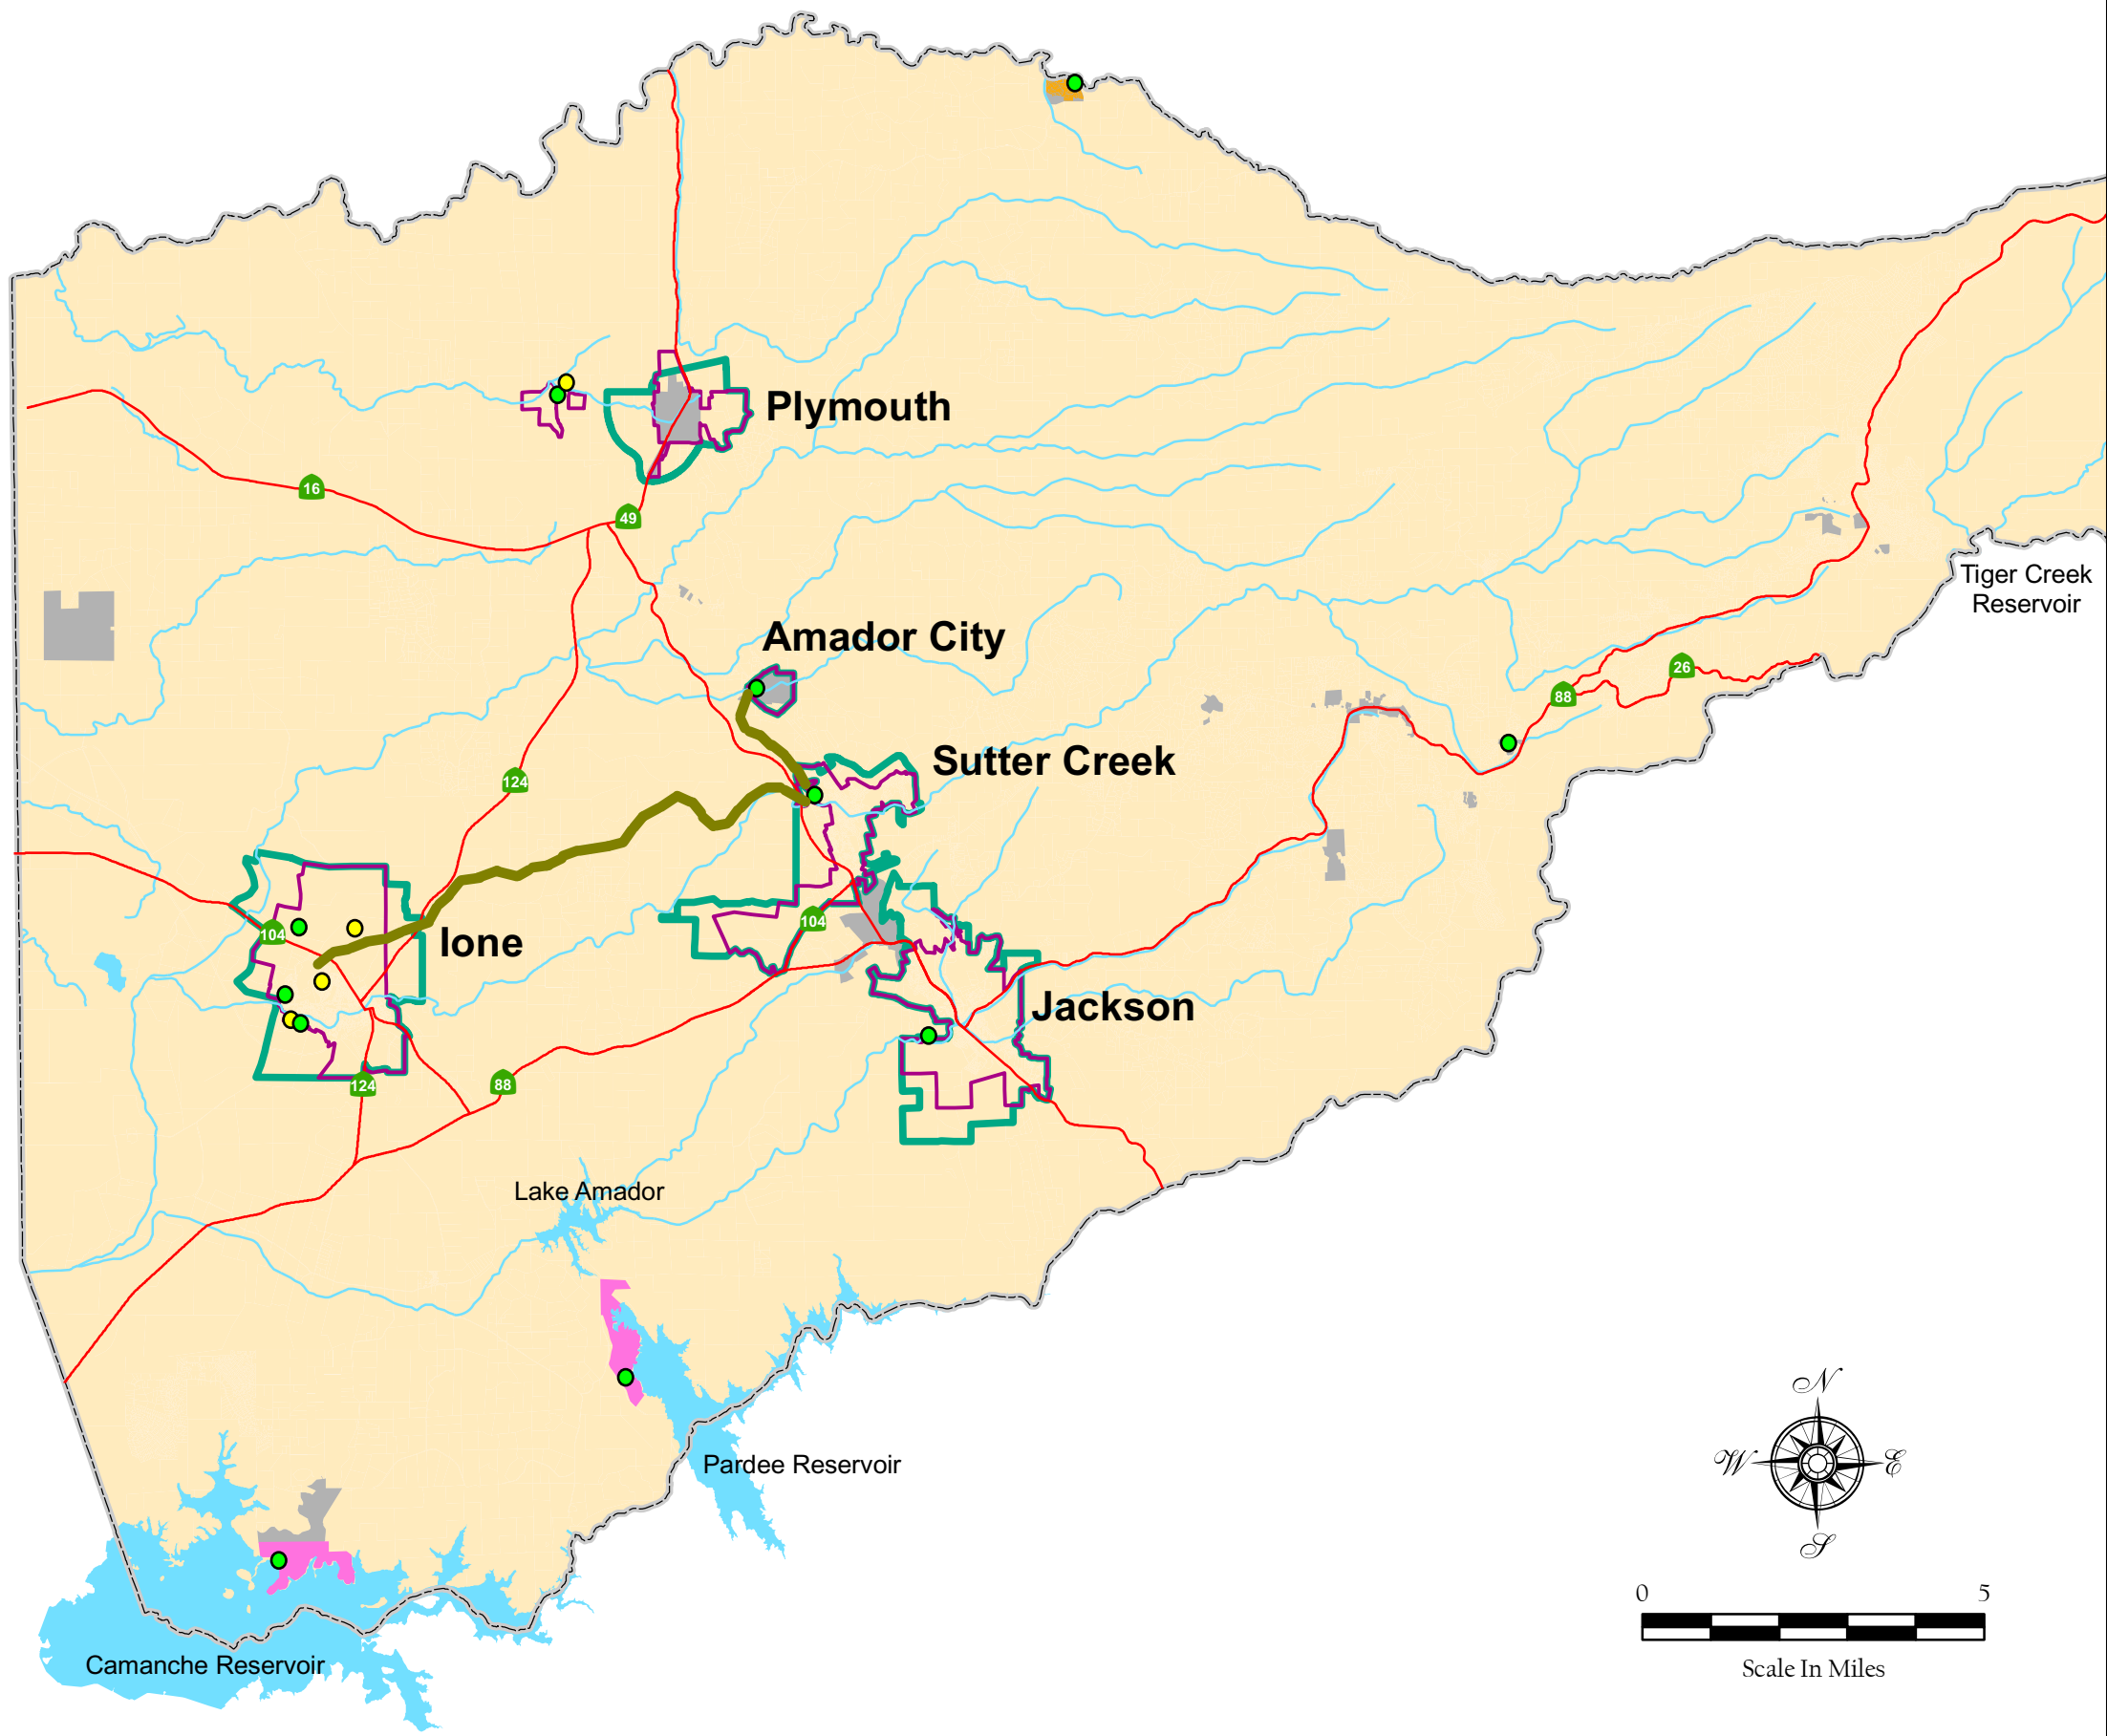 Plymouth
16
49
Tiger Creek
Reservoir
Amador City
26
88
Sutter Creek
124
104
104
Ione
Jackson
124
88
Lake Amador
N
W
E
S
Pardee Reservoir
0 5
Camanche Reservoir
Scale In Miles